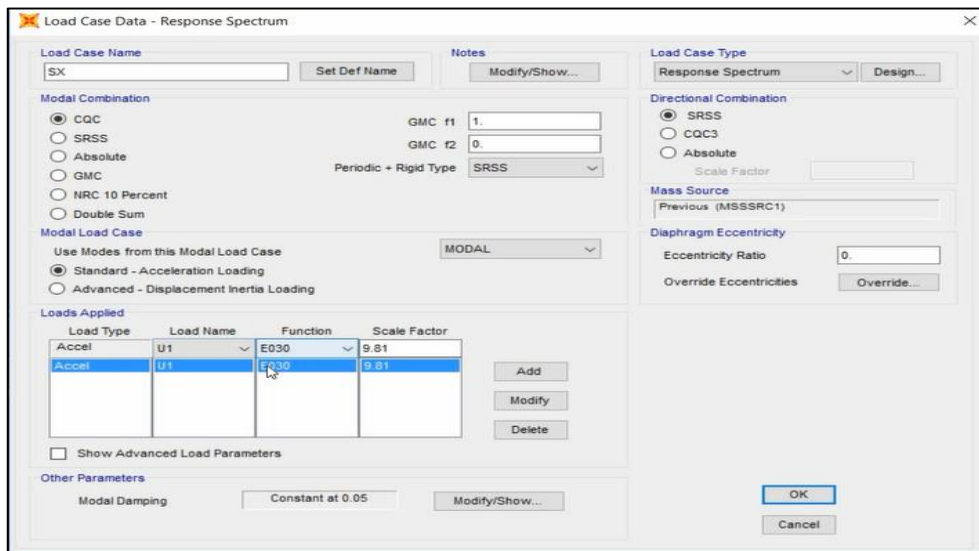 Load Case Data - Response Spectrum
Load Case Name
SX
Set Def Name
Notes
Modify/Show...
Load Case Type
Response Spectrum
Design...
Modal Combination
CQC
SRSS
Absolute
GMC
NRC 10 Percent
Double Sum
GMC f1
1.
GMC f2
0.
Periodic + Rigid Type
SRSS
Directional Combination
SRSS
CQC3
Absolute
Scale Factor
Mass Source
Previous (MSSSRC1)
Modal Load Case
Use Modes from this Modal Load Case
MODAL
Standard - Acceleration Loading
Advanced - Displacement Inertia Loading
Diaphragm Eccentricity
Eccentricity Ratio
0.
Override Eccentricities
Override...
Loads Applied
Load Type Load Name Function Scale Factor
Accel U1 E030 9.81
Accel U1 E030 9.81
Add
Modify
Delete
Show Advanced Load Parameters
Other Parameters
Modal Damping
Constant at 0.05
Modify/Show...
OK
Cancel